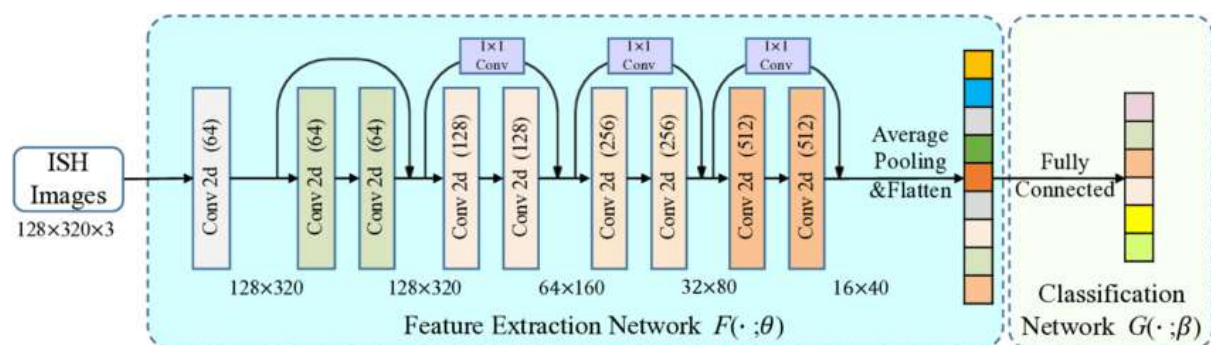 ISH
Images
128×320×3
Conv 2d (64)
128×320
Conv 2d (64)
Conv 2d (64)
128×320
1×1
Conv
Conv 2d (128)
Conv 2d (128)
64×160
1×1
Conv
Conv 2d (256)
Conv 2d (256)
32×80
1×1
Conv
Conv 2d (512)
Conv 2d (512)
16×40
Average
Pooling
&Flatten
Feature Extraction Network F(· ;θ)
Fully
Connected
Classification
Network G(· ;β)